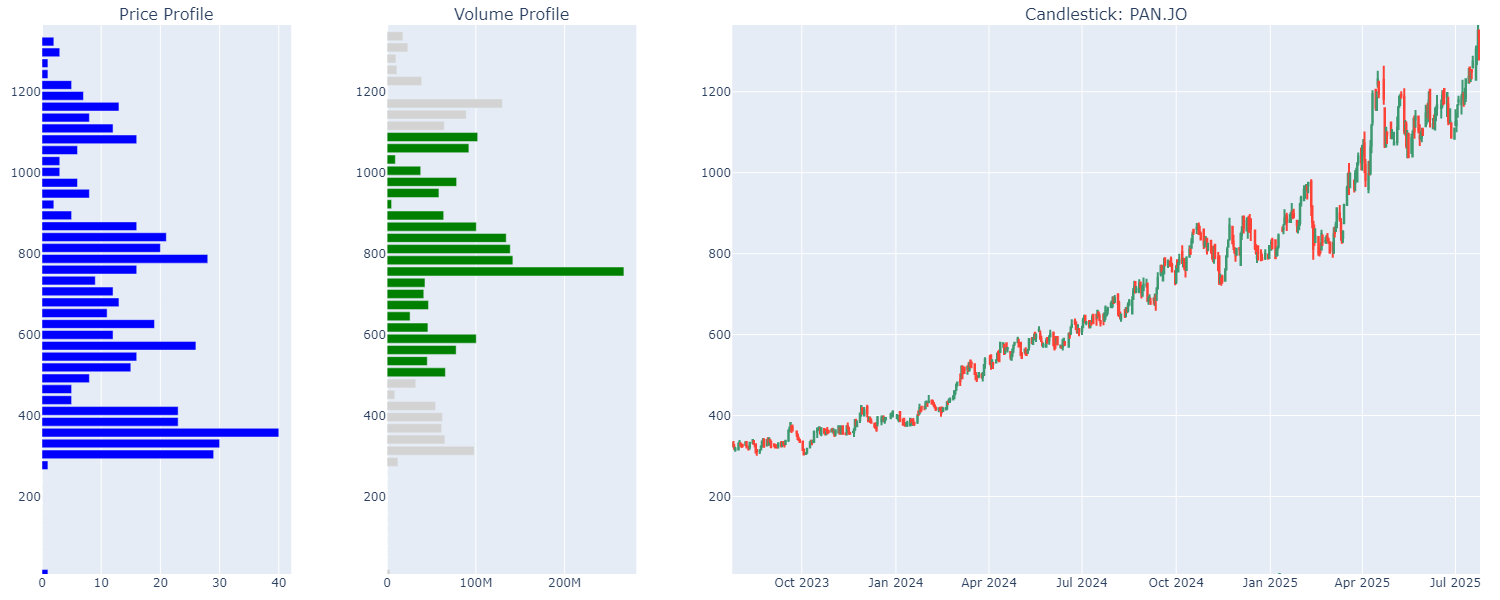 Price Profile
Volume Profile
Candlestick: PAN.JO
1200
1000
800
600
400
200
0
10
20
30
40
1200
1000
800
600
400
200
0
100M
200M
1200
1000
800
600
400
200
Oct 2023
Jan 2024
Apr 2024
Jul 2024
Oct 2024
Jan 2025
Apr 2025
Jul 2025